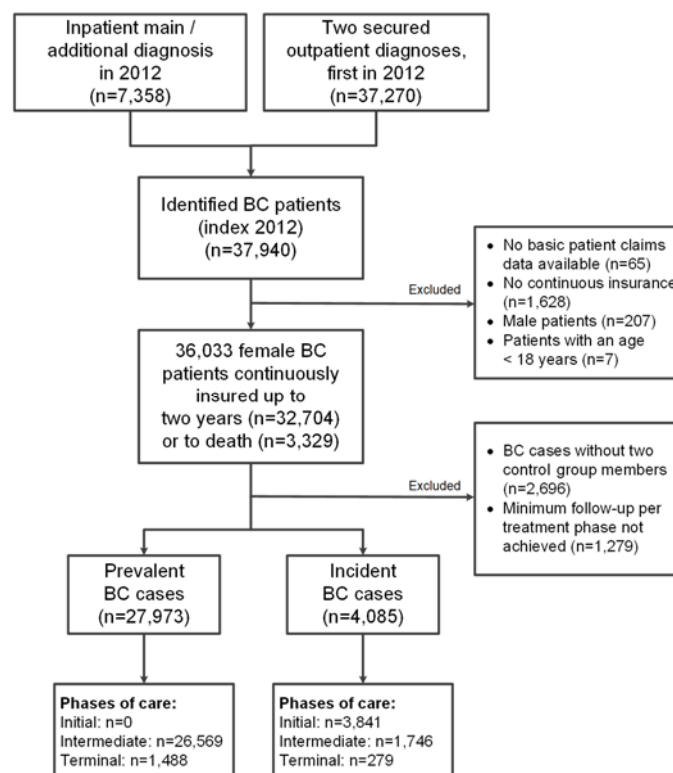 Inpatient main /
additional diagnosis
in 2012
(n=7,358)
Two secured
outpatient diagnoses,
first in 2012
(n=37,270)
Identified BC patients
(index 2012)
(n=37,940)
Excluded
• No basic patient claims
data available (n=65)
• No continuous insurance
(n=1,628)
• Male patients (n=207)
• Patients with an age
< 18 years (n=7)
36,033 female BC
patients continuously
insured up to
two years (n=32,704)
or to death (n=3,329)
Excluded
• BC cases without two
control group members
(n=2,696)
• Minimum follow-up per
treatment phase not
achieved (n=1,279)
Prevalent
BC cases
(n=27,973)
Incident
BC cases
(n=4,085)
Phases of care:
Initial: n=0
Intermediate: n=26,569
Terminal: n=1,488
Phases of care:
Initial: n=3,841
Intermediate: n=1,746
Terminal: n=279